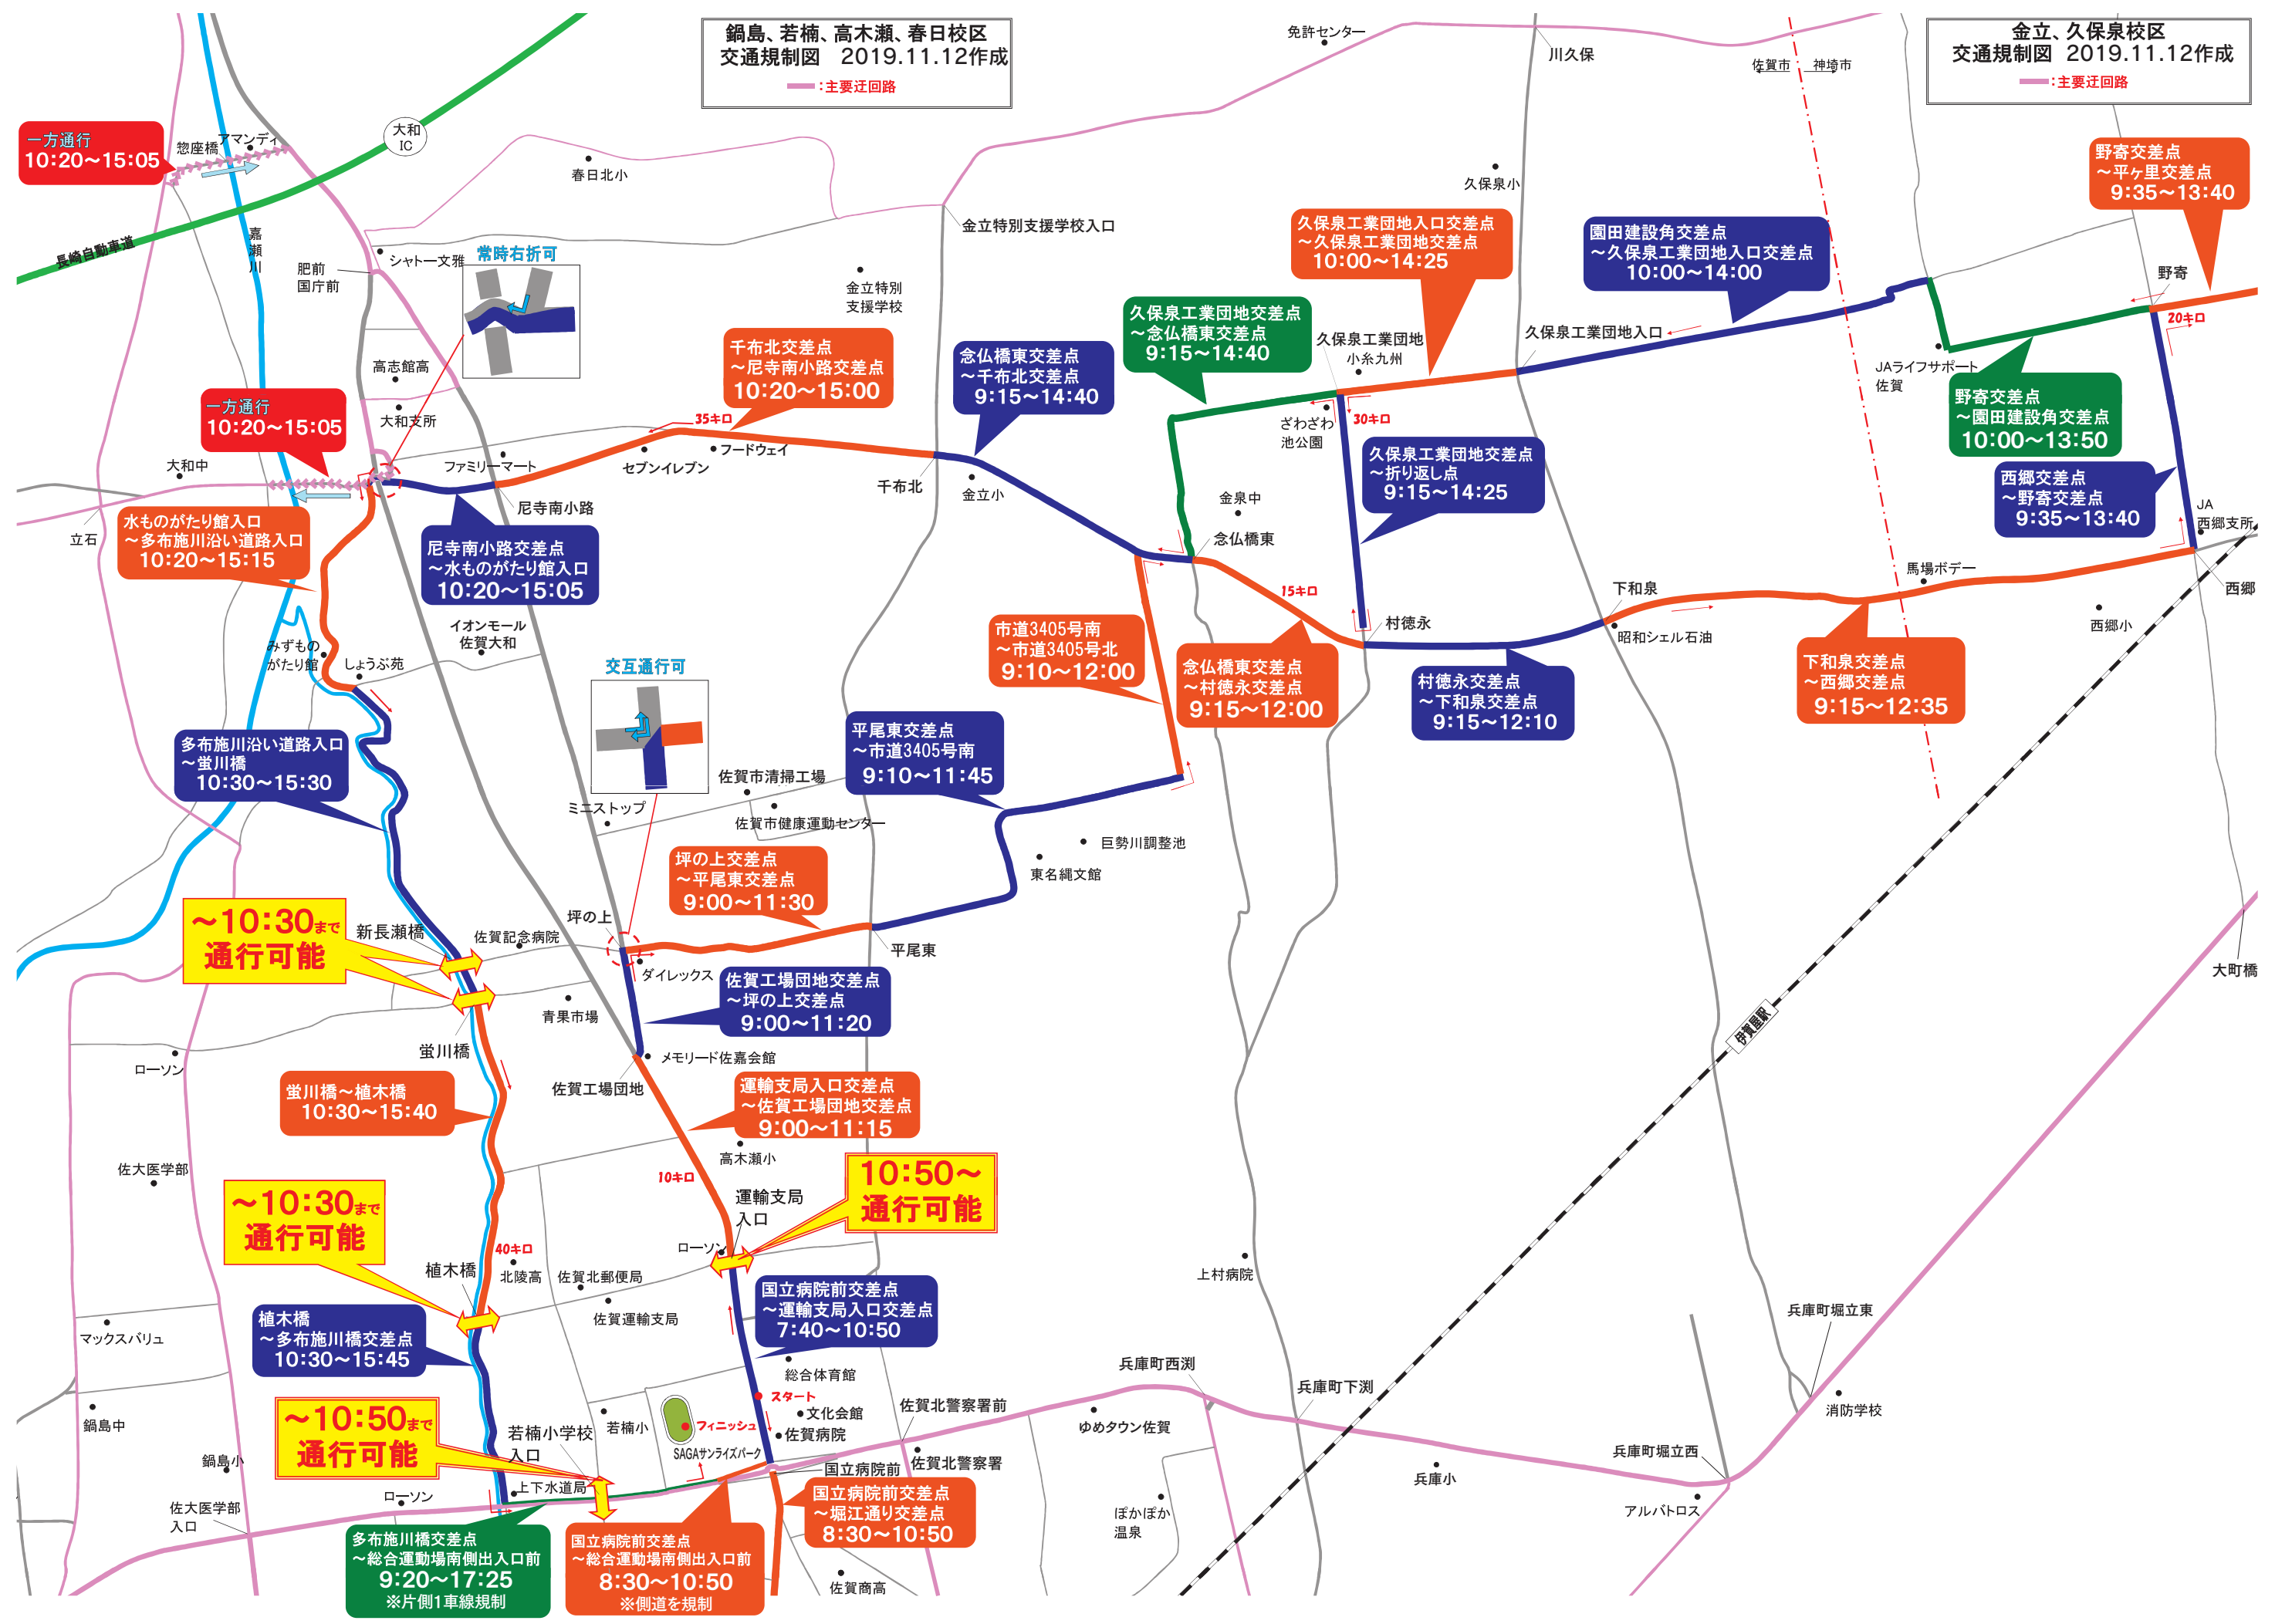 鍋島、若楠、高木瀬、春日校区
交通規制図 2019.11.12作成
:主要迂回路
金立、久保泉校区
交通規制図 2019.11.12作成
:主要迂回路
免許センター
川久保
佐賀市 神埼市
大和
IC
一方通行
10:20〜15:05
惣座橋
アマンディ
長崎自動車道
嘉瀬川
春日北小
久保泉小
野寄交差点
〜平ヶ里交差点
9:35〜13:40
シャトー文雅
肥前
国庁前
常時右折可
金立特別支援学校入口
金立特別
支援学校
久保泉工業団地入口交差点
〜久保泉工業団地交差点
10:00〜14:25
園田建設角交差点
〜久保泉工業団地入口交差点
10:00〜14:00
野寄
20キロ
久保泉工業団地交差点
〜念仏橋東交差点
9:15〜14:40
久保泉工業団地
小糸九州
久保泉工業団地入口
JAライフサポート
佐賀
高志館高
大和支所
千布北交差点
〜尼寺南小路交差点
10:20〜15:00
念仏橋東交差点
〜千布北交差点
9:15〜14:40
野寄交差点
〜園田建設角交差点
10:00〜13:50
一方通行
10:20〜15:05
35キロ
フードウェイ
セブンイレブン
ファミリーマート
大和中
ざわざわ
池公園
30キロ
久保泉工業団地交差点
〜折り返し点
9:15〜14:25
西郷交差点
〜野寄交差点
9:35〜13:40
千布北
金立小
金泉中
尼寺南小路
立石
水ものがたり館入口
〜多布施川沿い道路入口
10:20〜15:15
尼寺南小路交差点
〜水ものがたり館入口
10:20〜15:05
念仏橋東
JA
西郷支所
西郷
馬場ボデー
西郷小
15キロ
下和泉
昭和シェル石油
村徳永
イオンモール
佐賀大和
みずもの
がたり館
しょうぶ苑
交互通行可
市道3405号南
〜市道3405号北
9:10〜12:00
念仏橋東交差点
〜村徳永交差点
9:15〜12:00
村徳永交差点
〜下和泉交差点
9:15〜12:10
下和泉交差点
〜西郷交差点
9:15〜12:35
多布施川沿い道路入口
〜蛍川橋
10:30〜15:30
平尾東交差点
〜市道3405号南
9:10〜11:45
佐賀市清掃工場
ミニストップ
佐賀市健康運動センター
巨勢川調整池
東名縄文館
坪の上交差点
〜平尾東交差点
9:00〜11:30
〜10:30まで
通行可能
新長瀬橋
佐賀記念病院
坪の上
平尾東
ダイレックス
大町橋
佐賀工場団地交差点
〜坪の上交差点
9:00〜11:20
青果市場
蛍川橋
ローソン
メモリード佐嘉会館
佐賀工場団地
伊賀屋駅
蛍川橋〜植木橋
10:30〜15:40
運輸支局入口交差点
〜佐賀工場団地交差点
9:00〜11:15
高木瀬小
佐大医学部
10キロ
10:50〜
通行可能
〜10:30まで
通行可能
運輸支局
入口
ローソン
40キロ
北陵高
植木橋
佐賀北郵便局
佐賀運輸支局
上村病院
国立病院前交差点
〜運輸支局入口交差点
7:40〜10:50
マックスバリュ
植木橋
〜多布施川橋交差点
10:30〜15:45
総合体育館
スタート
文化会館
佐賀病院
フィニッシュ
SAGAサンライズパーク
若楠小
若楠小学校
入口
〜10:50まで
通行可能
鍋島中
鍋島小
佐賀北警察署前
佐賀北警察署
国立病院前
兵庫町西渕
兵庫町下渕
ゆめタウン佐賀
兵庫小
兵庫町堀立東
消防学校
兵庫町堀立西
アルバトロス
ぽかぽか
温泉
上下水道局
ローソン
佐大医学部
入口
多布施川橋交差点
〜総合運動場南側出入口前
9:20〜17:25
※片側1車線規制
国立病院前交差点
〜総合運動場南側出入口前
8:30〜10:50
※側道を規制
国立病院前交差点
〜堀江通り交差点
8:30〜10:50
佐賀商高